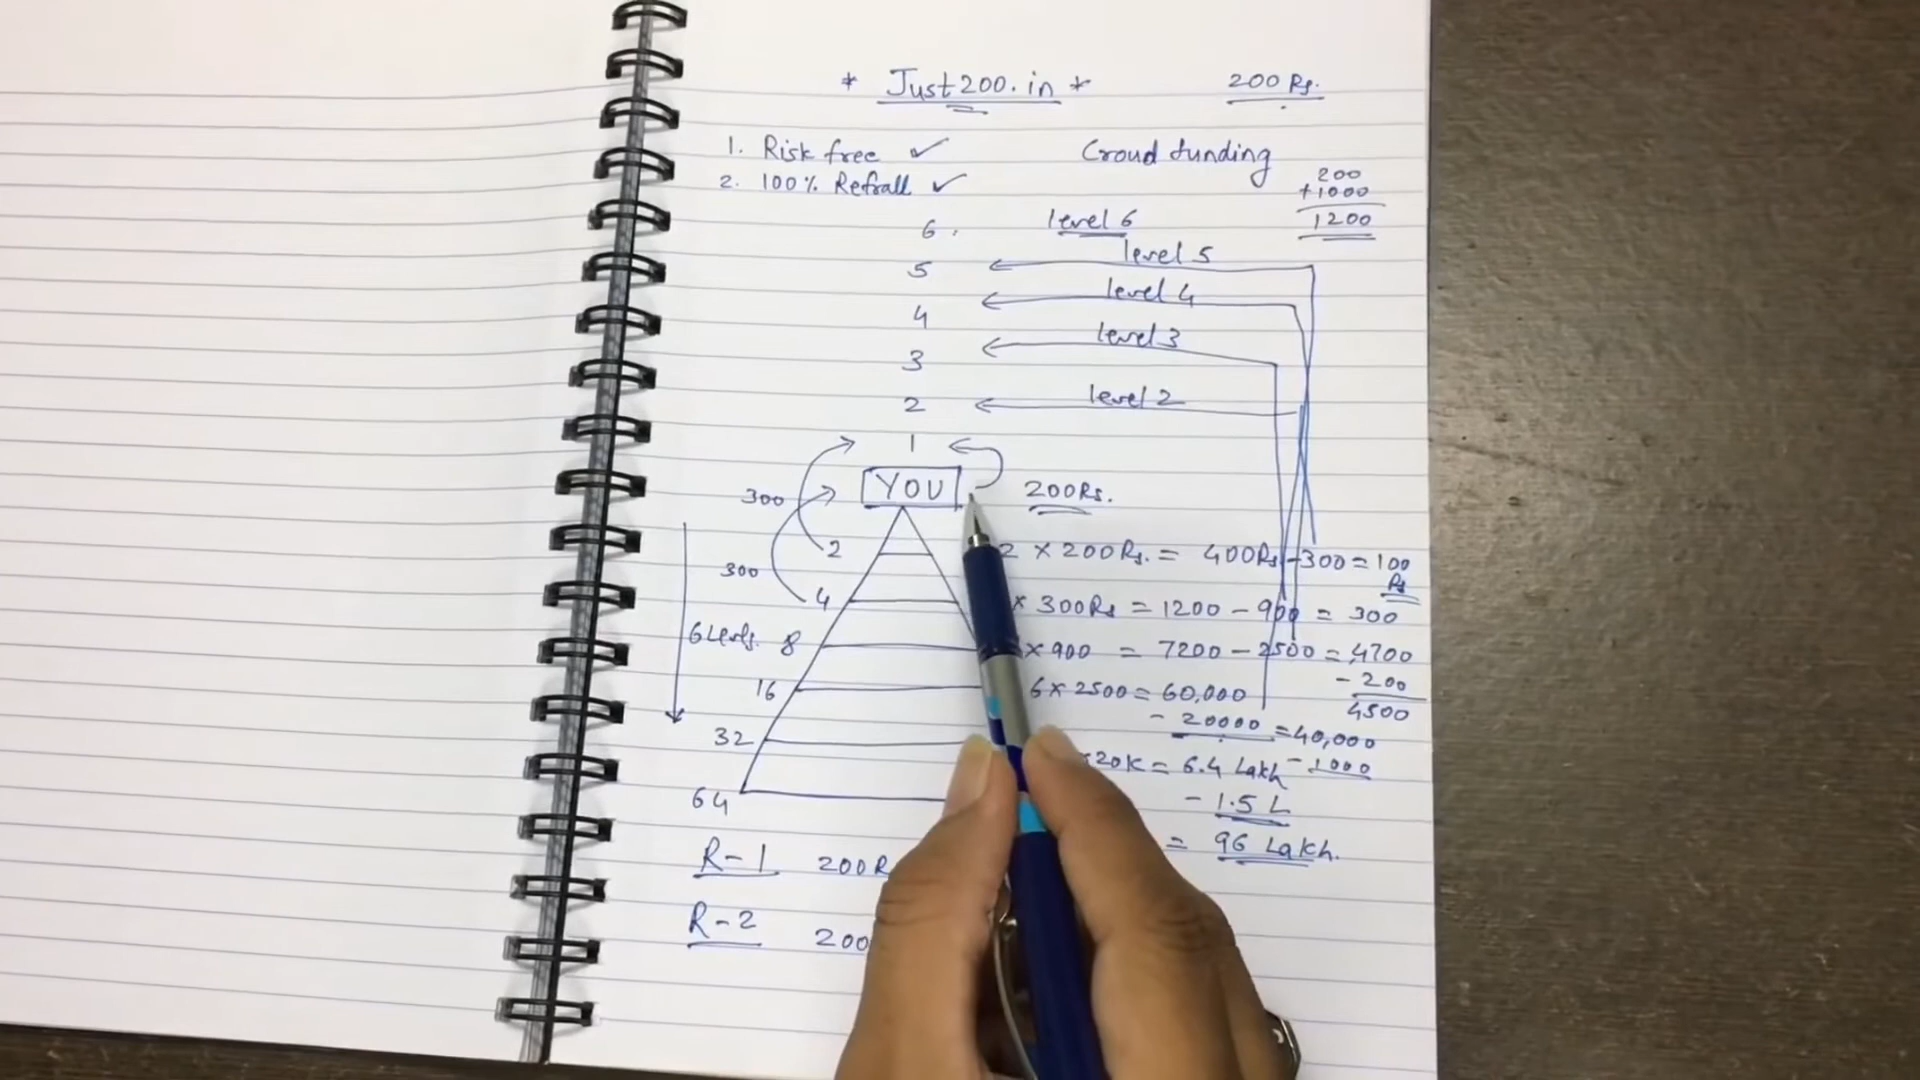 * Just200.in * 200 Rs.
1. Risk free ✓ Croud funding
2. 100% Refrall ✓
200
+1000
1200
6. level 6
5 level 5
4 level 4
3 level 3
2 level 2
1
YOU 200Rs.
300
2 2 × 200Rs. = 400Rs - 300 = 100
Rs
300
4 × 300Rs = 1200 - 900 = 300
6 Levls. 8 × 900 = 7200 - 2500 = 4700
- 200
4500
16 6 × 2500 = 60,000
- 20000 = 40,000
- 1000
32 ×20K = 6.4 Lakh
- 1.5 L
64
= 96 Lakh.
R-1 200R
R-2 200